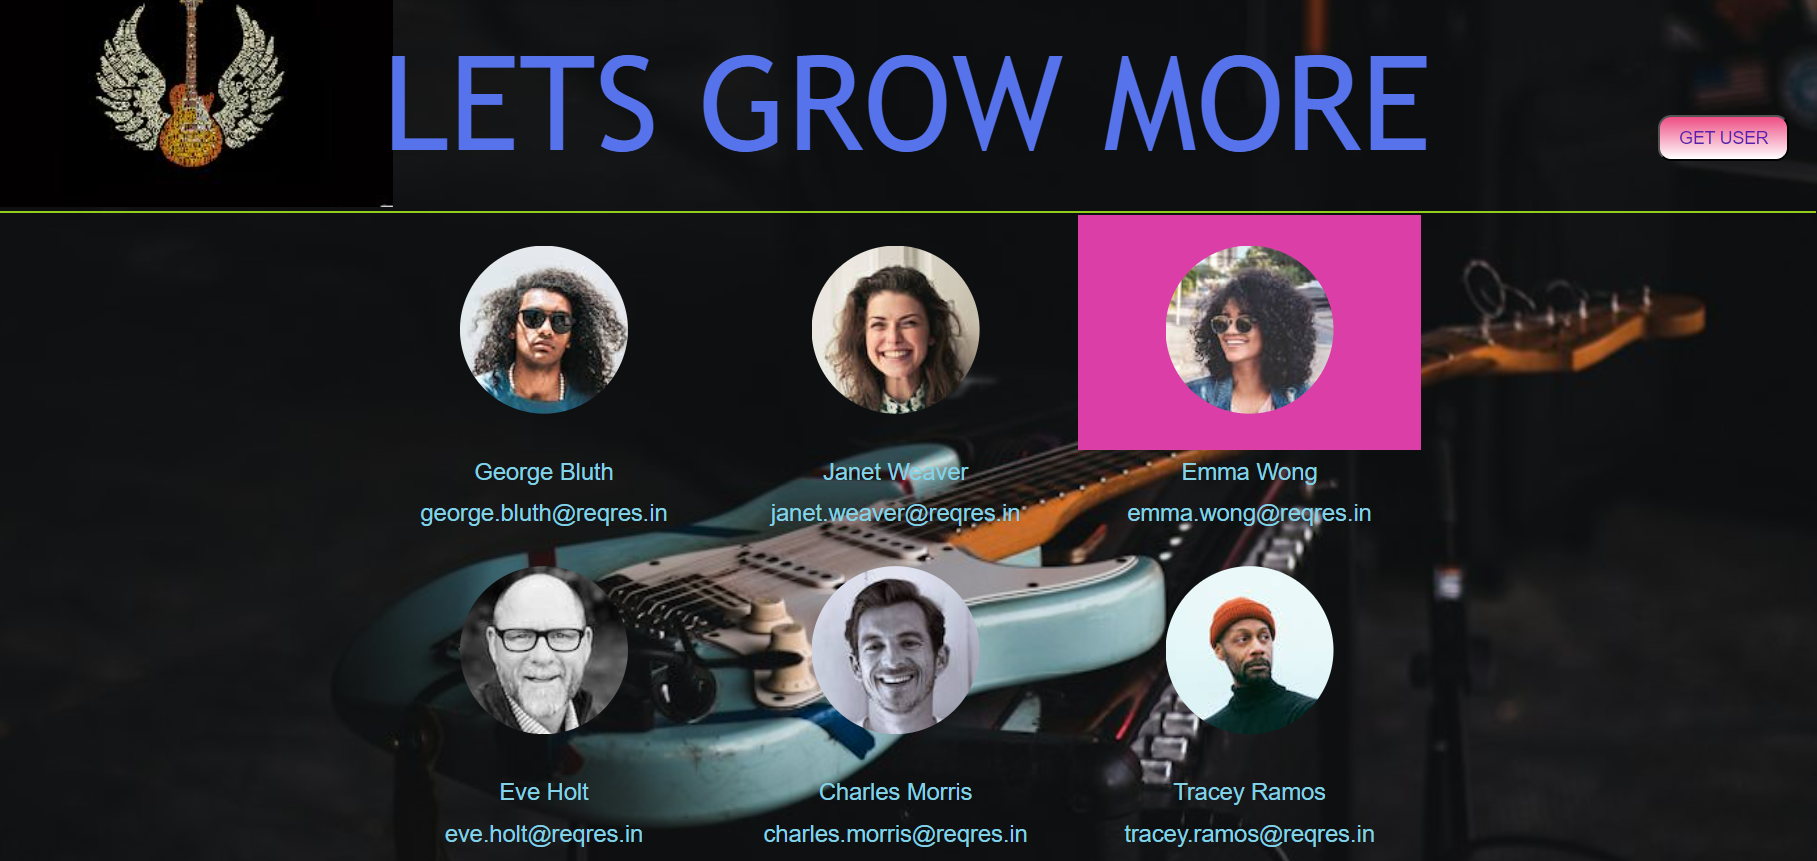 LETS GROW MORE
GET USER
George Bluth
george.bluth@reqres.in
Janet Weaver
janet.weaver@reqres.in
Emma Wong
emma.wong@reqres.in
Eve Holt
eve.holt@reqres.in
Charles Morris
charles.morris@reqres.in
Tracey Ramos
tracey.ramos@reqres.in